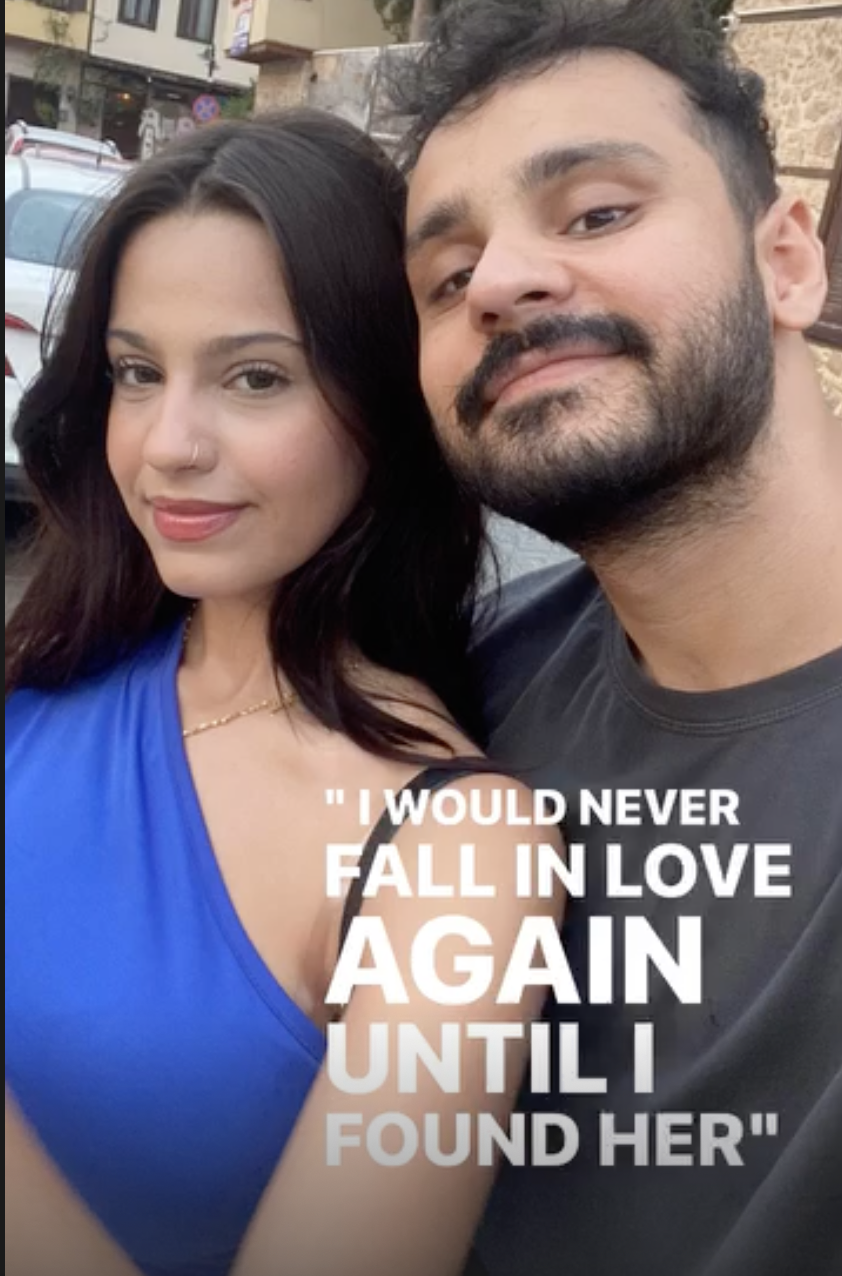 " I WOULD NEVER
FALL IN LOVE
AGAIN
UNTIL I
FOUND HER"